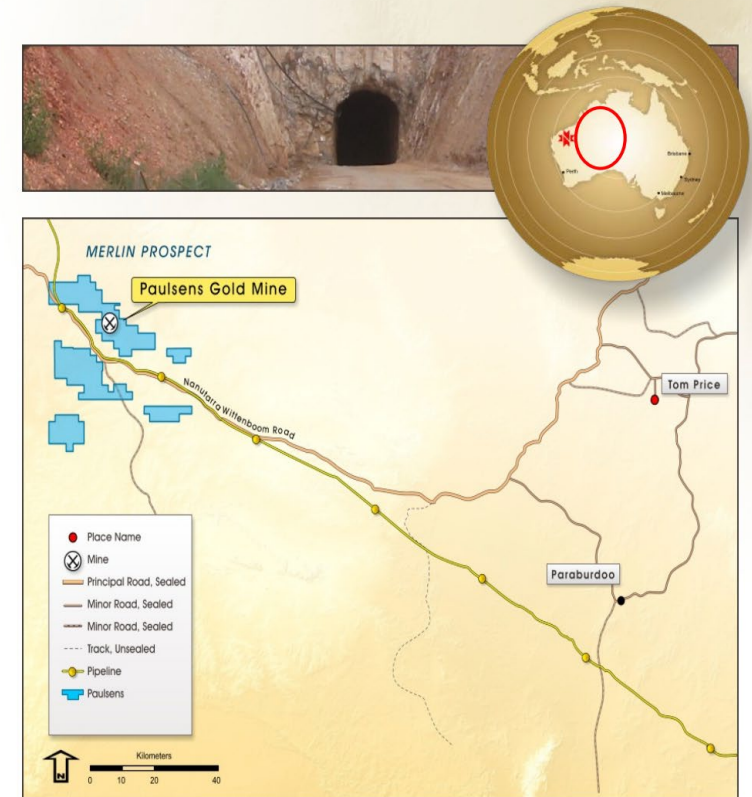 Perth
Brisbane
Sydney
Melbourne
MERLIN PROSPECT
Paulsens Gold Mine
Nanutarra Wittenboom Road
Tom Price
Paraburdoo
Place Name
Mine
Principal Road, Sealed
Minor Road, Sealed
Minor Road, Sealed
Track, Unsealed
Pipeline
Paulsens
N
Kilometers
0 10 20 40